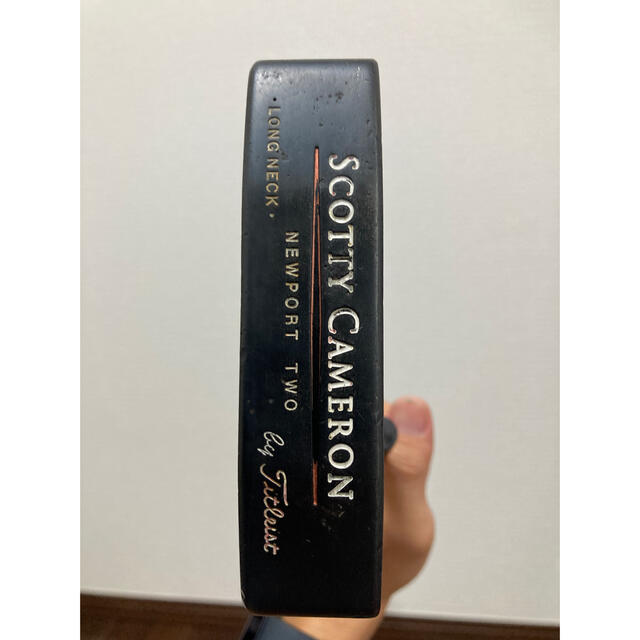 SCOTTY CAMERON
· LONG NECK ·
NEWPORT TWO
by Titleist